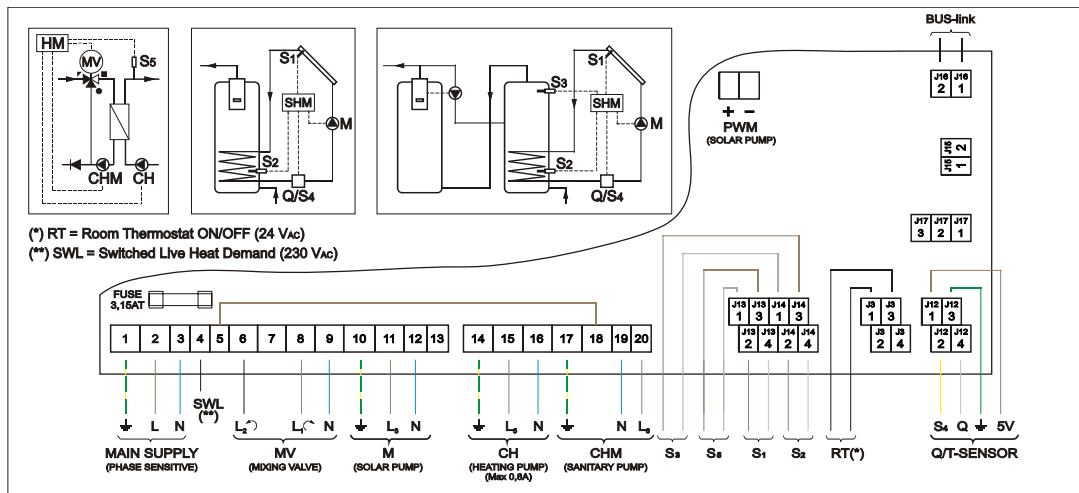 HM
MV
S5
CHM
CH
S1
SHM
M
S2
Q/S4
S1
S3
SHM
M
S2
Q/S4
BUS-link
J16 2
J16 1
+ −
PWM
(SOLAR PUMP)
J15 2
J15 1
J17 3
J17 2
J17 1
(*) RT = Room Thermostat ON/OFF (24 VAC)
(**) SWL = Switched Live Heat Demand (230 VAC)
FUSE
3,15AT
J13 1
J13 3
J14 1
J14 3
J13 2
J13 4
J14 2
J14 4
J3 1
J3 3
J3 2
J3 4
J12 1
J12 3
J12 2
J12 4
1 2 3 4 5 6 7 8 9 10 11 12 13
14 15 16 17 18 19 20
SWL
(**)
L N
L2 L1 N
L3 N
L5 N
N L6
S3
S5
S1
S2
RT(*)
S4 Q 5V
MAIN SUPPLY
(PHASE SENSITIVE)
MV
(MIXING VALVE)
M
(SOLAR PUMP)
CH
(HEATING PUMP)
(Max 0,8A)
CHM
(SANITARY PUMP)
Q/T-SENSOR